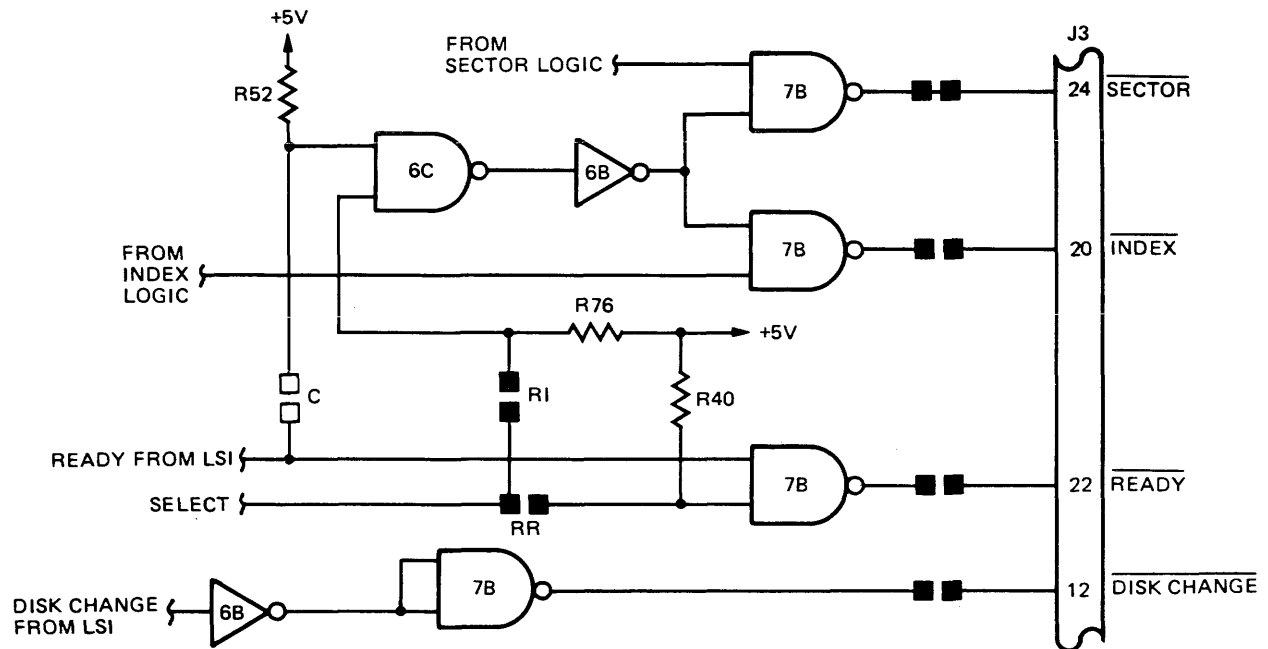 +5V
R52
FROM
SECTOR LOGIC
7B
J3
24
SECTOR
6C
6B
FROM
INDEX
LOGIC
7B
20
INDEX
R76
+5V
C
RI
R40
READY FROM LSI
SELECT
RR
7B
22
READY
DISK CHANGE
FROM LSI
6B
7B
12
DISK CHANGE